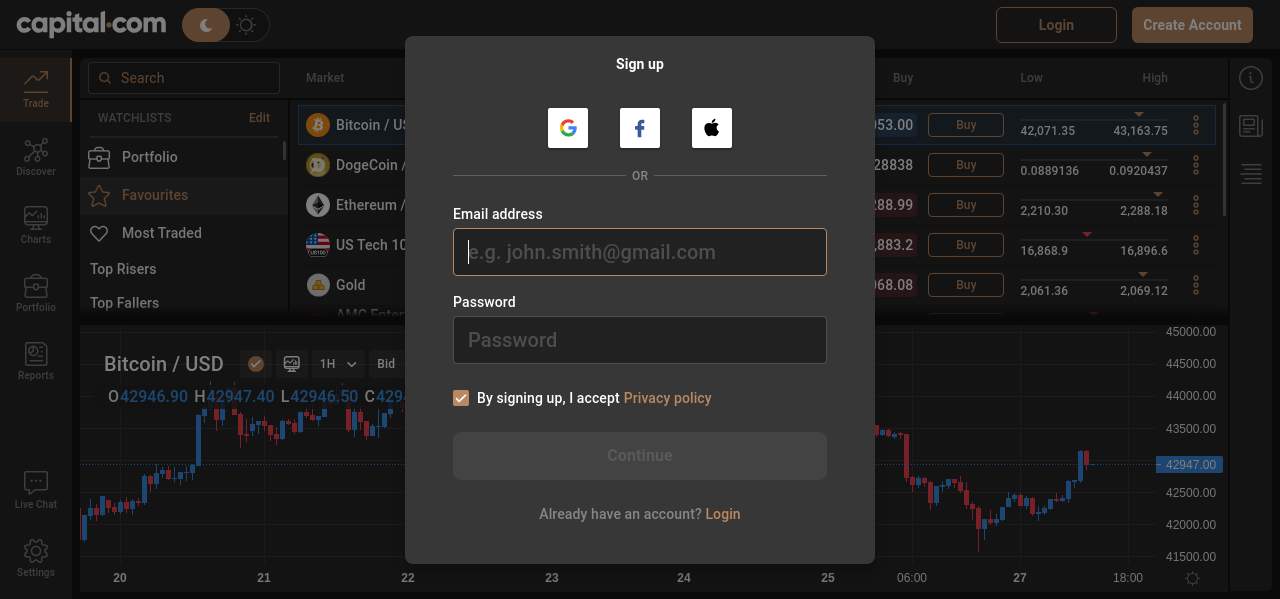 capital.com
Login
Create Account
Trade
Discover
Charts
Portfolio
Reports
Live Chat
Settings
Search
WATCHLISTS Edit
Portfolio
Favourites
Most Traded
Top Risers
Top Fallers
Market Buy Low High
Bitcoin / 53.00 Buy 42,071.35 43,163.75
DogeCoin / 28838 Buy 0.0889136 0.0920437
Ethereum / 288.99 Buy 2,210.30 2,288.18
US Tech 10 ,883.2 Buy 16,868.9 16,896.6
Gold 068.08 Buy 2,061.36 2,069.12
Sign up
OR
Email address
e.g. john.smith@gmail.com
Password
Password
By signing up, I accept Privacy policy
Continue
Already have an account? Login
Bitcoin / USD 1H Bid
O42946.90 H42947.40 L42946.50 C429
45000.00
44500.00
44000.00
43500.00
43000.00
42947.00
42500.00
42000.00
41500.00
20 21 22 23 24 25 06:00 27 18:00